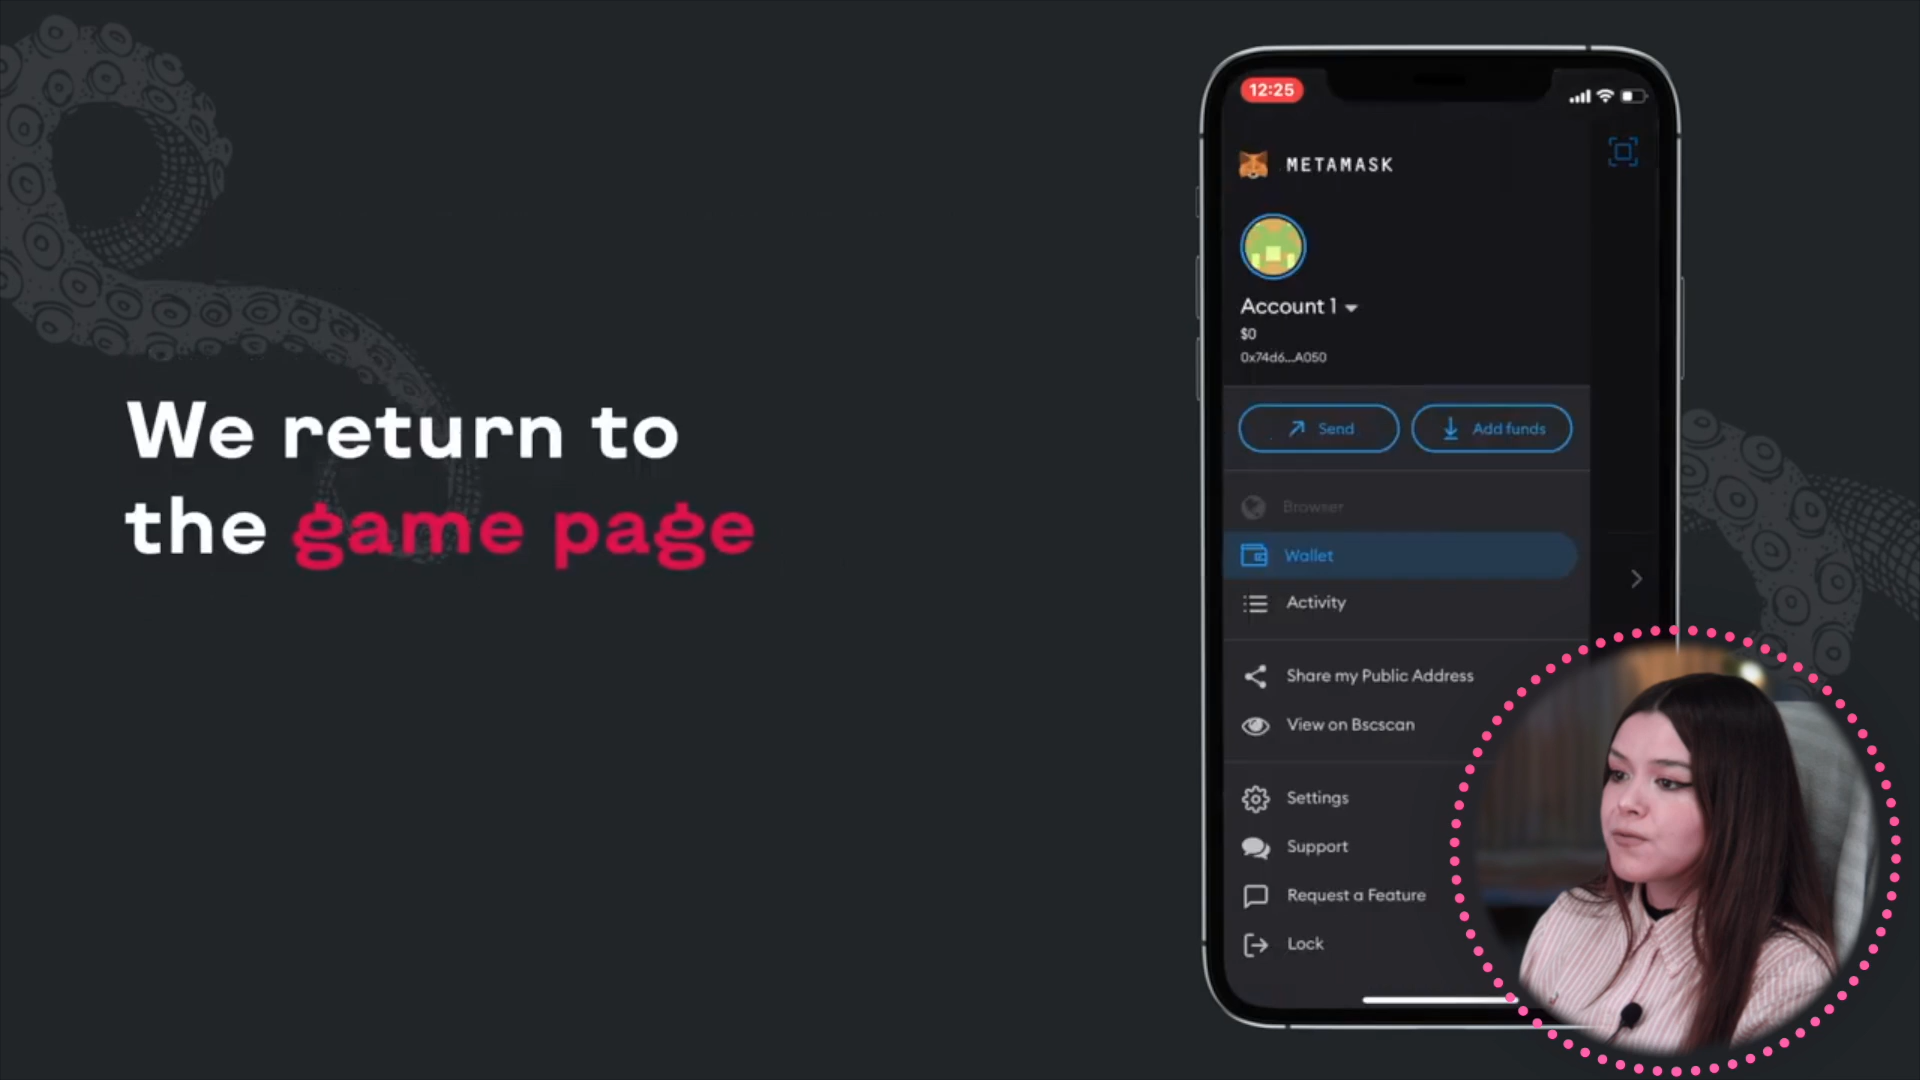 We return to
the game page
12:25
METAMASK
Account 1
$0
0x74d6...A050
Send
Add funds
Browser
Wallet
Activity
Share my Public Address
View on Bscscan
Settings
Support
Request a Feature
Lock